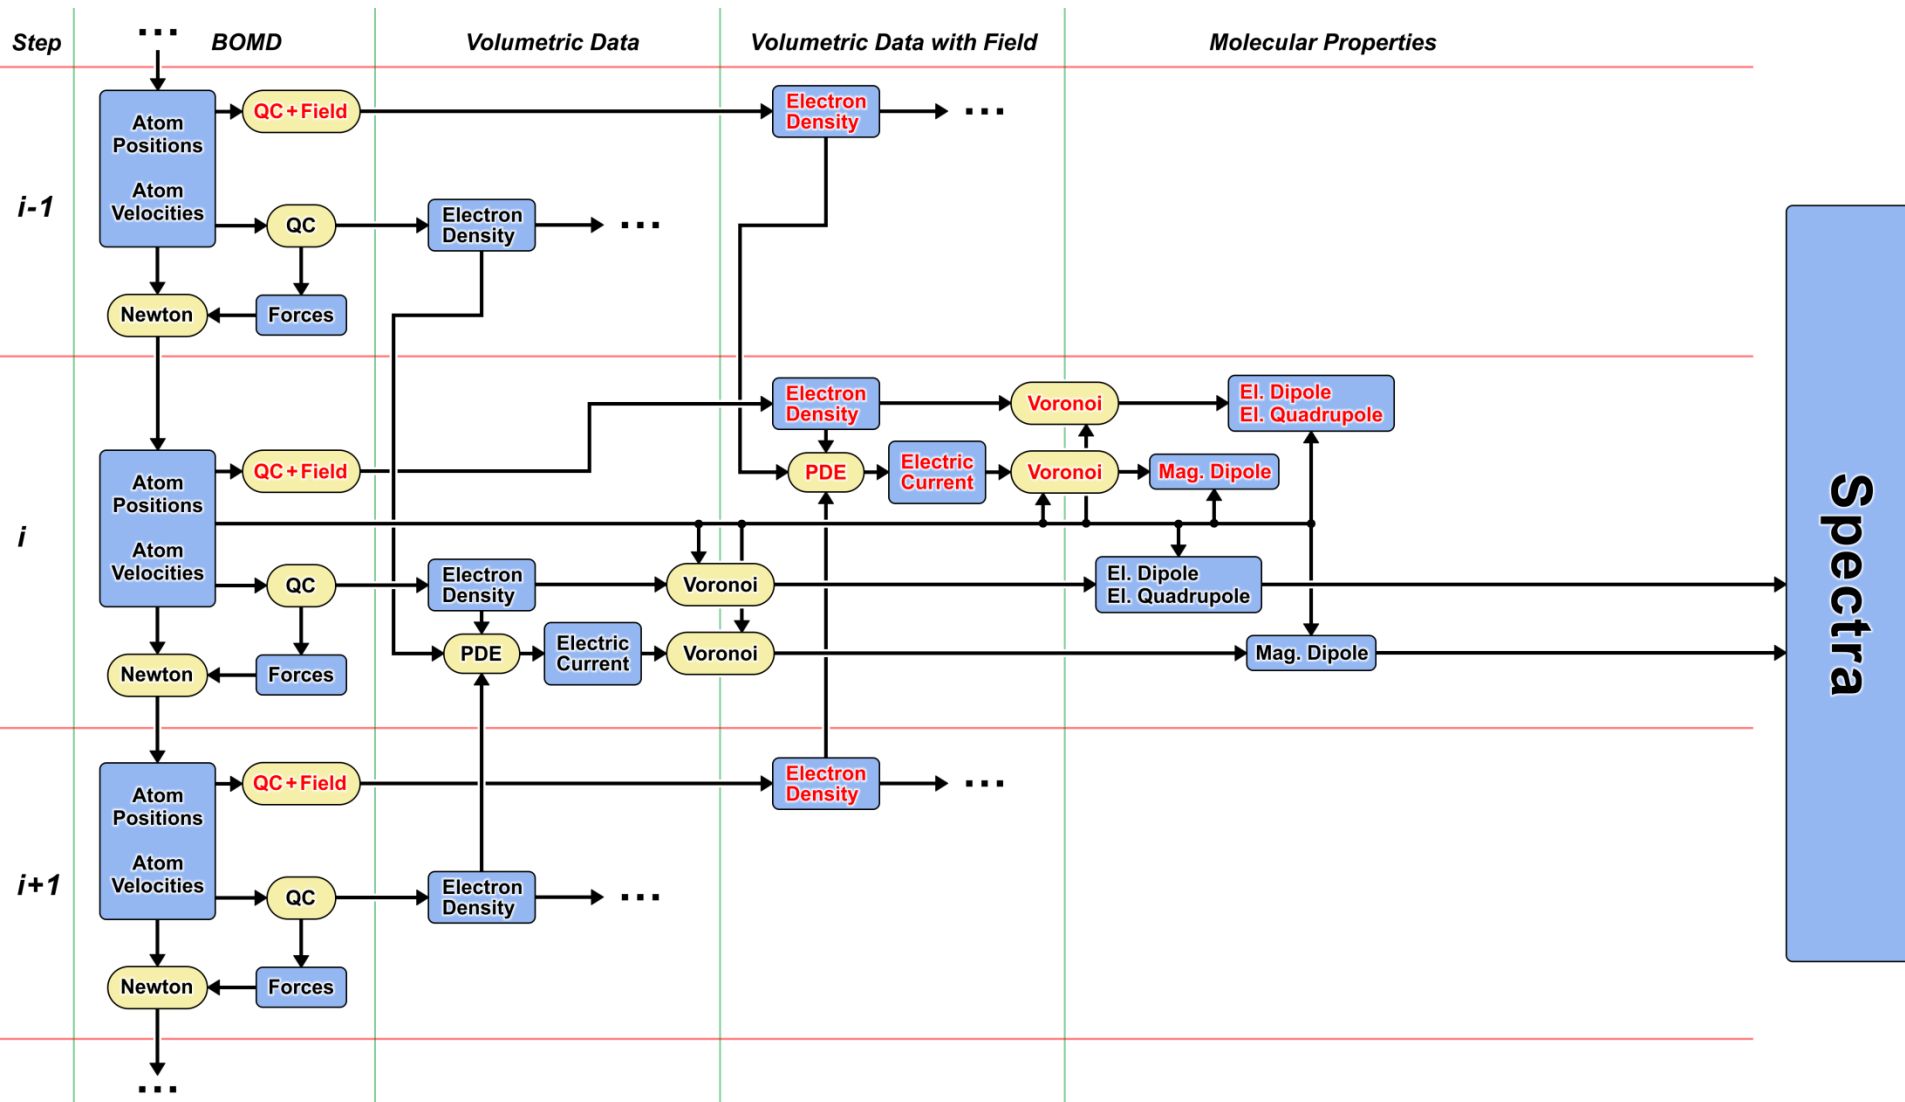 Step
BOMD
Volumetric Data
Volumetric Data with Field
Molecular Properties
...
i-1
Atom
Positions
Atom
Velocities
QC+Field
Electron
Density
...
QC
Electron
Density
...
Newton
Forces
i
Atom
Positions
Atom
Velocities
QC+Field
Electron
Density
Voronoi
El. Dipole
El. Quadrupole
PDE
Electric
Current
Voronoi
Mag. Dipole
QC
Electron
Density
Voronoi
El. Dipole
El. Quadrupole
PDE
Electric
Current
Voronoi
Mag. Dipole
Newton
Forces
i+1
Atom
Positions
Atom
Velocities
QC+Field
Electron
Density
...
QC
Electron
Density
...
Newton
Forces
...
Spectra